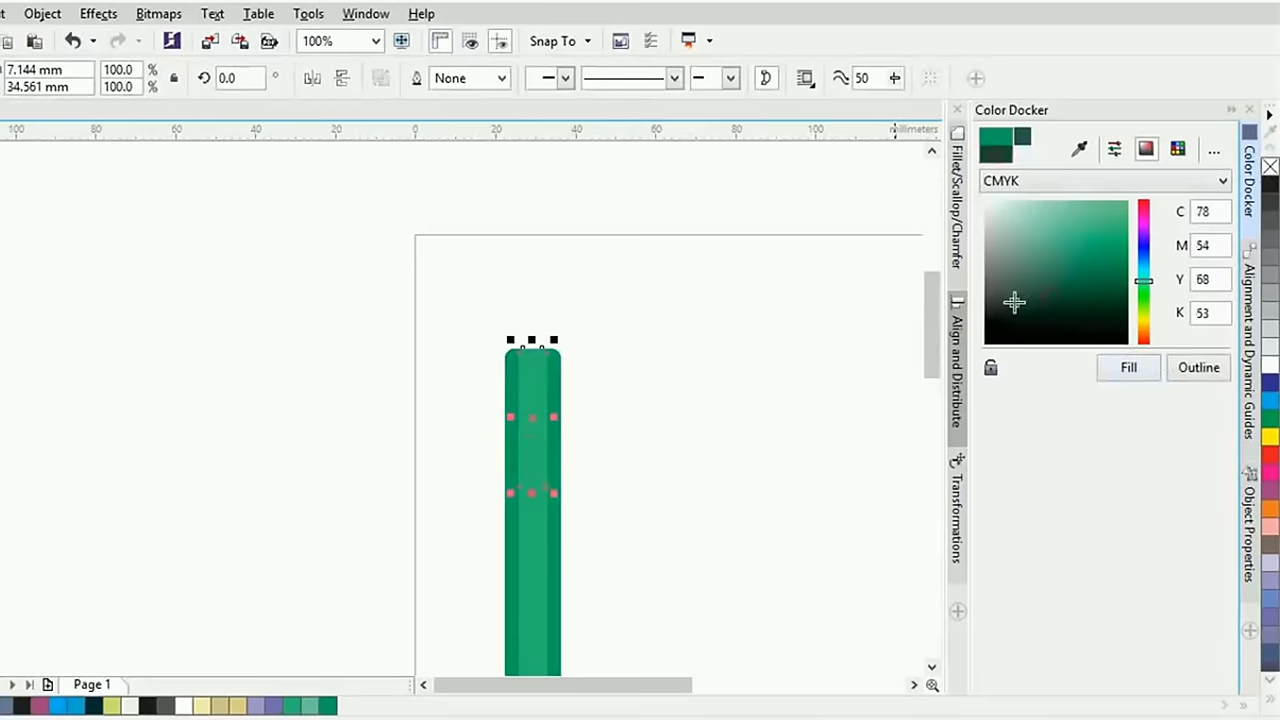 Object Effects Bitmaps Text Table Tools Window Help
100% Snap To
7.144 mm 100.0 %
34.561 mm 100.0 %
0.0 ° None 50
100 80 60 40 20 0 20 40 60 80 100 millimeters
Color Docker
CMYK
C 78
M 54
Y 68
K 53
Fill Outline
Fillet/Scallop/Chamfer
Align and Distribute
Transformations
Color Docker
Alignment and Dynamic Guides
Object Properties
Page 1